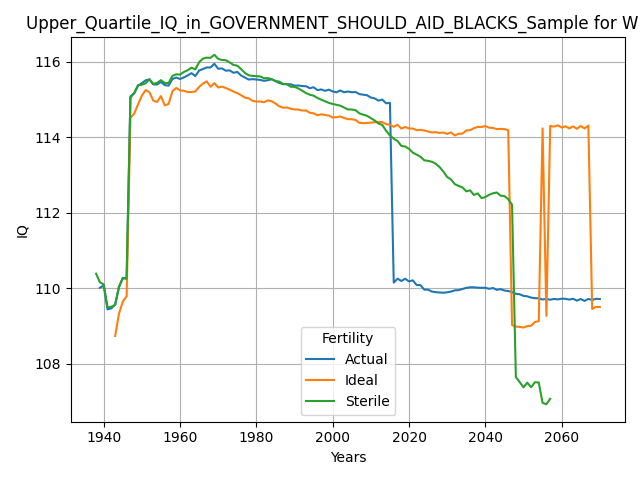 Upper_Quartile_IQ_in_GOVERNMENT_SHOULD_AID_BLACKS_Sample for W
116
114
112
110
108
IQ
Fertility
Actual
Ideal
Sterile
1940
1960
1980
2000
2020
2040
2060
Years